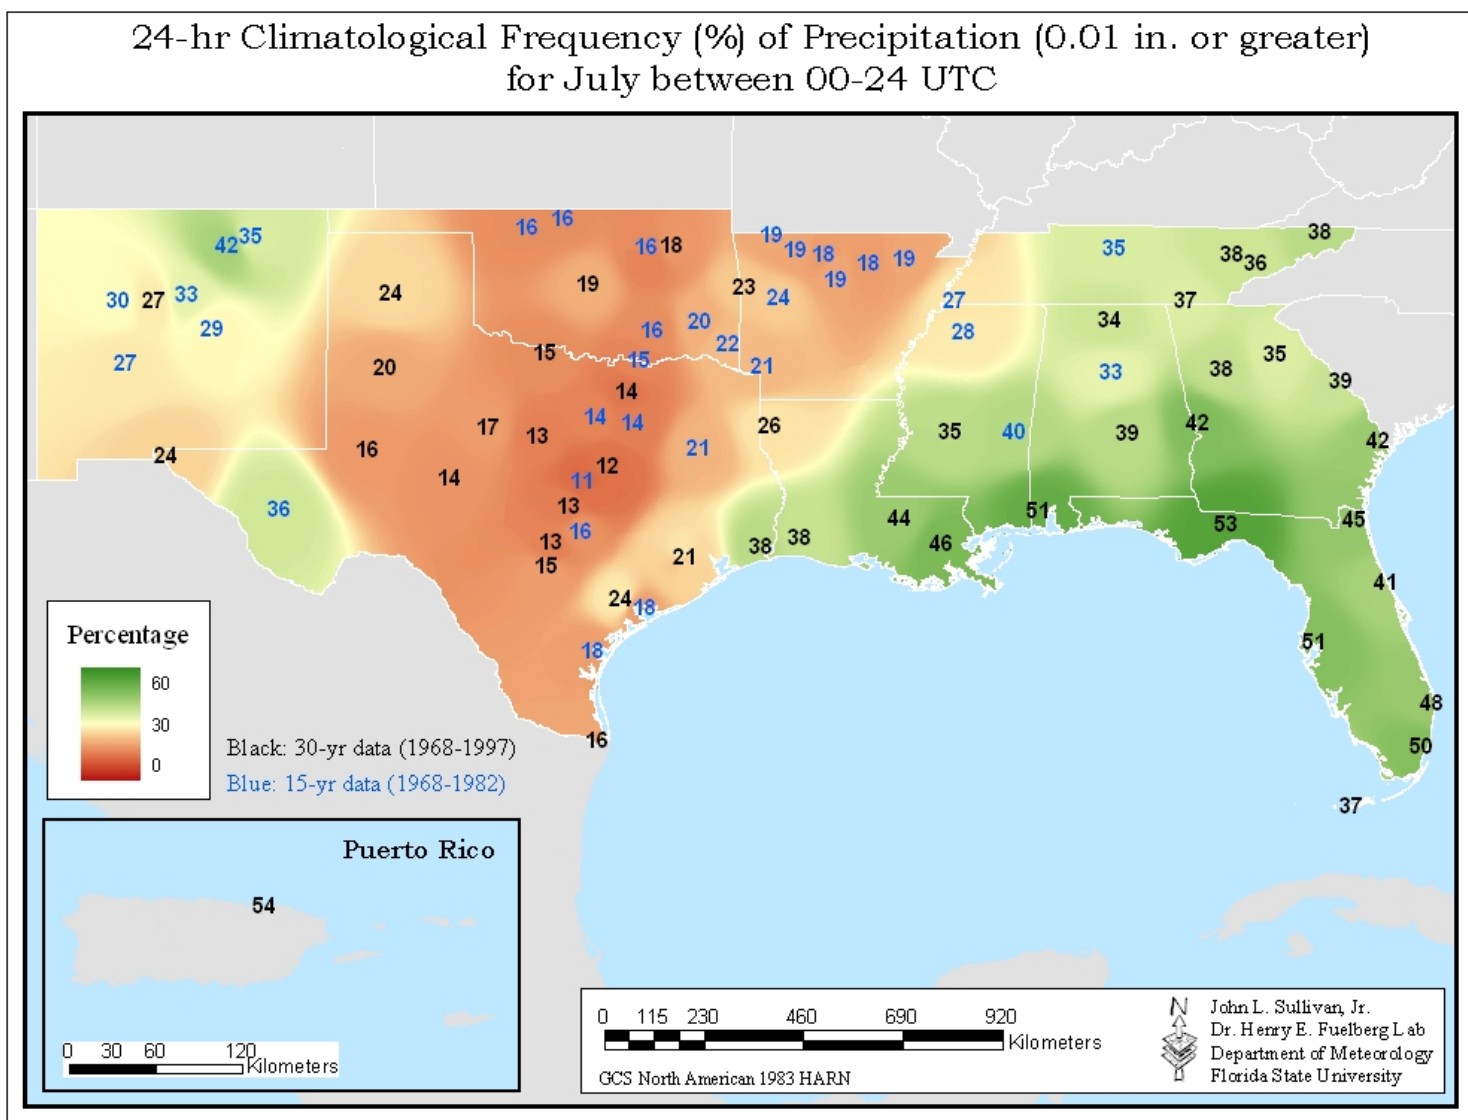 24-hr Climatological Frequency (%) of Precipitation (0.01 in. or greater)
for July between 00-24 UTC
16 16
19 38
42 35 16 18 19 18 35 38 36
18 19
19
30 27 33 24 19 23 24 27 37
29 16 20 28 34
22
27 20 15 15 21 33 38 35
14 39
17 13 14 14 26 35 40 39 42
24 16 21 42
14 12
11
36 13 44 51 53 45
13 16 38 38 46
15 21
24 18 41
18 51
48
16 50
37
Percentage
60
30
0
Black: 30-yr data (1968-1997)
Blue: 15-yr data (1968-1982)
Puerto Rico
54
0 30 60 120
Kilometers
0 115 230 460 690 920
Kilometers
GCS North American 1983 HARN
N
John L. Sullivan, Jr.
Dr. Henry E. Fuelberg Lab
Department of Meteorology
Florida State University